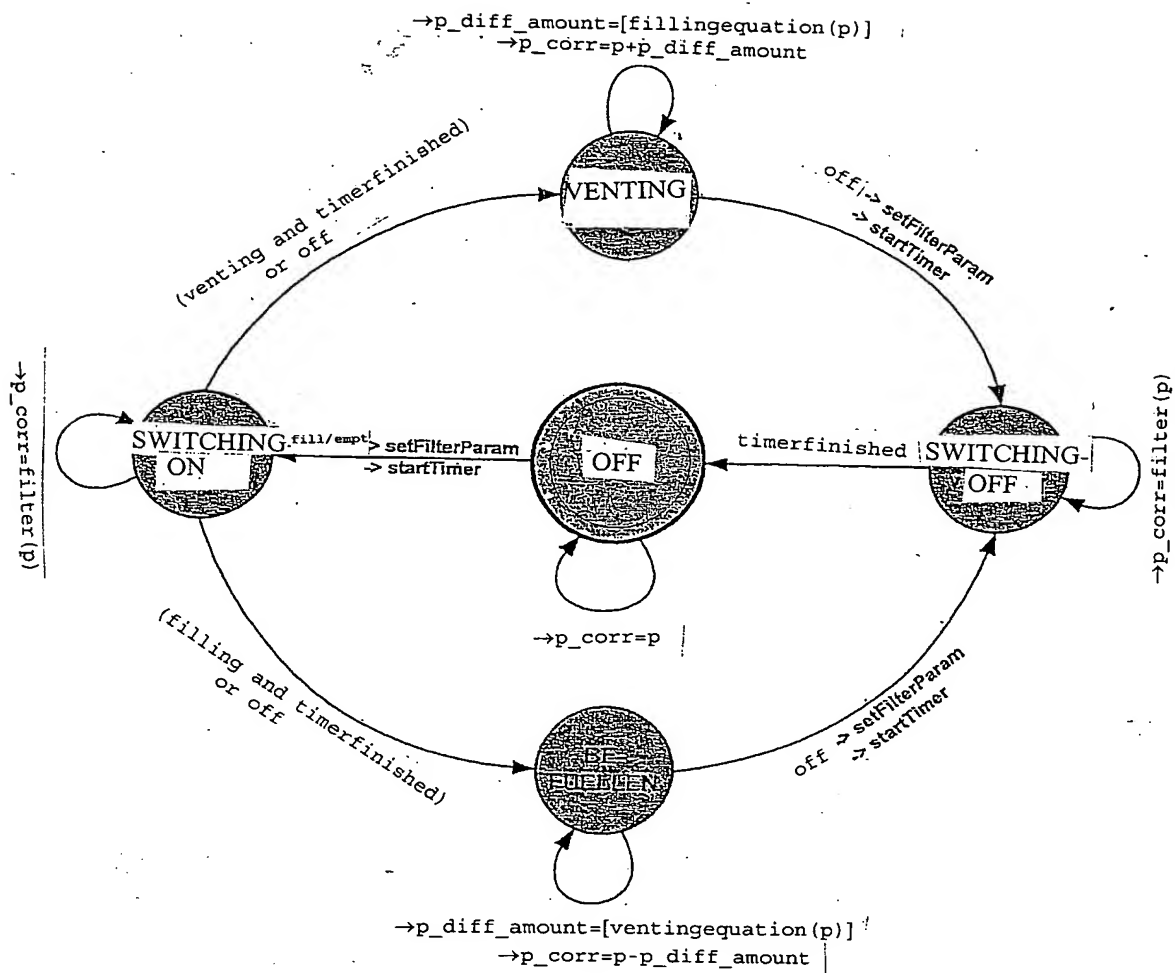 →p_diff_amount=[fillingequation(p)]
→p_corr=p+p_diff_amount
(venting and timerfinished)
or off
VENTING
off -> setFilterParam
-> startTimer
→p_corr=filter(p)
SWITCHING
ON
fill/empt -> setFilterParam
-> startTimer
OFF
timerfinished
SWITCHING-
OFF
→p_corr=filter(p)
→p_corr=p
(filling and timerfinished)
or off
BE
FUELLEN
off -> setFilterParam
-> startTimer
→p_diff_amount=[ventingequation(p)]
→p_corr=p-p_diff_amount